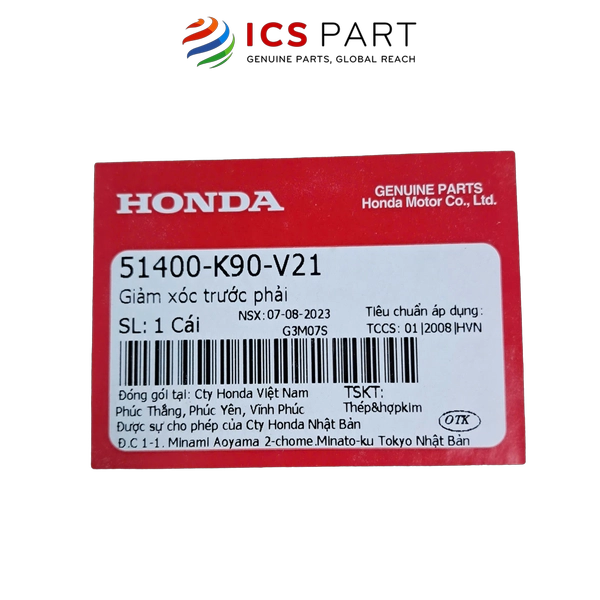 ICS PART
GENUINE PARTS, GLOBAL REACH
HONDA
GENUINE PARTS
Honda Motor Co., Ltd.
51400-K90-V21
Giảm xóc trước phải
SL: 1 Cái
NSX: 07-08-2023
G3M07S
Tiêu chuẩn áp dụng:
TCCS: 01|2008|HVN
Đóng gói tại: Cty Honda Việt Nam
Phúc Thắng, Phúc Yên, Vĩnh Phúc
TSKT:
Thép&hợpkim
Được sự cho phép của Cty Honda Nhật Bản
Đ.C 1-1. Minami Aoyama 2-chome.Minato-ku Tokyo Nhật Bản
OTK